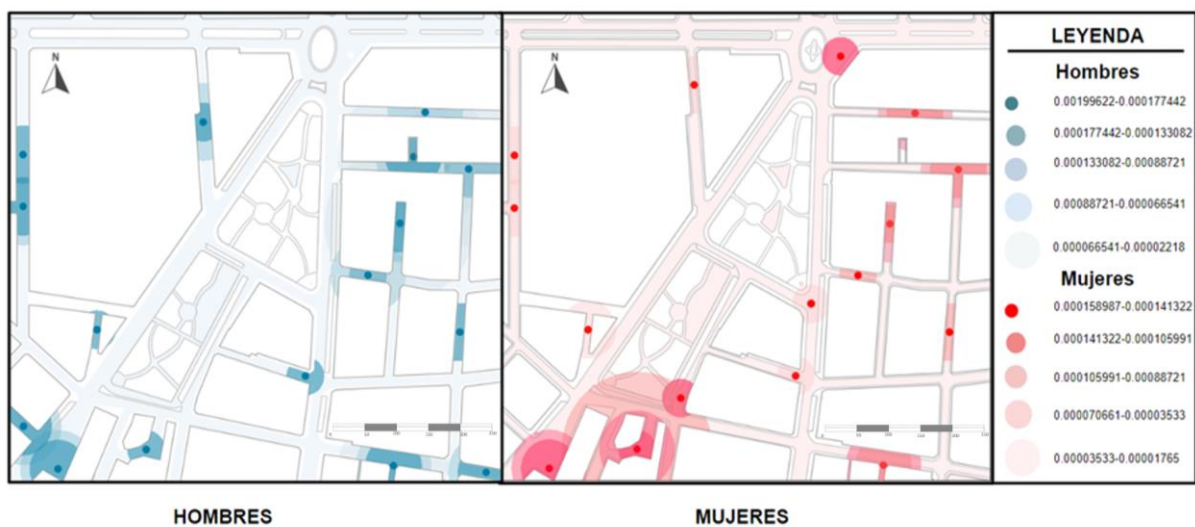 N
N
LEYENDA
Hombres
0.00199622-0.000177442
0.000177442-0.000133082
0.000133082-0.00088721
0.00088721-0.000066541
0.000066541-0.00002218
Mujeres
0.000158987-0.000141322
0.000141322-0.000105991
0.000105991-0.00088721
0.000070661-0.00003533
0.00003533-0.00001765
HOMBRES
MUJERES